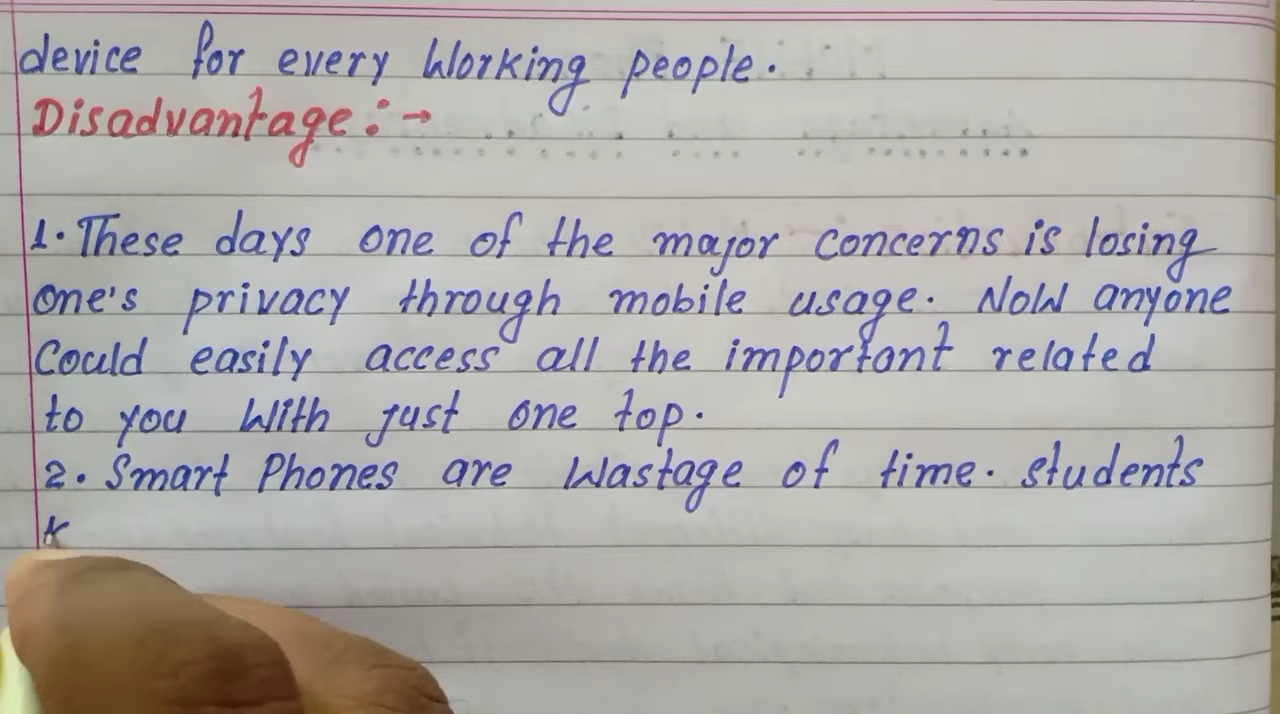 device for every working people.
Disadvantage:→
1. These days one of the major concerns is losing
one's privacy through mobile usage. Now anyone
Could easily access all the important related
to you with just one top.
2. Smart Phones are Wastage of time. students